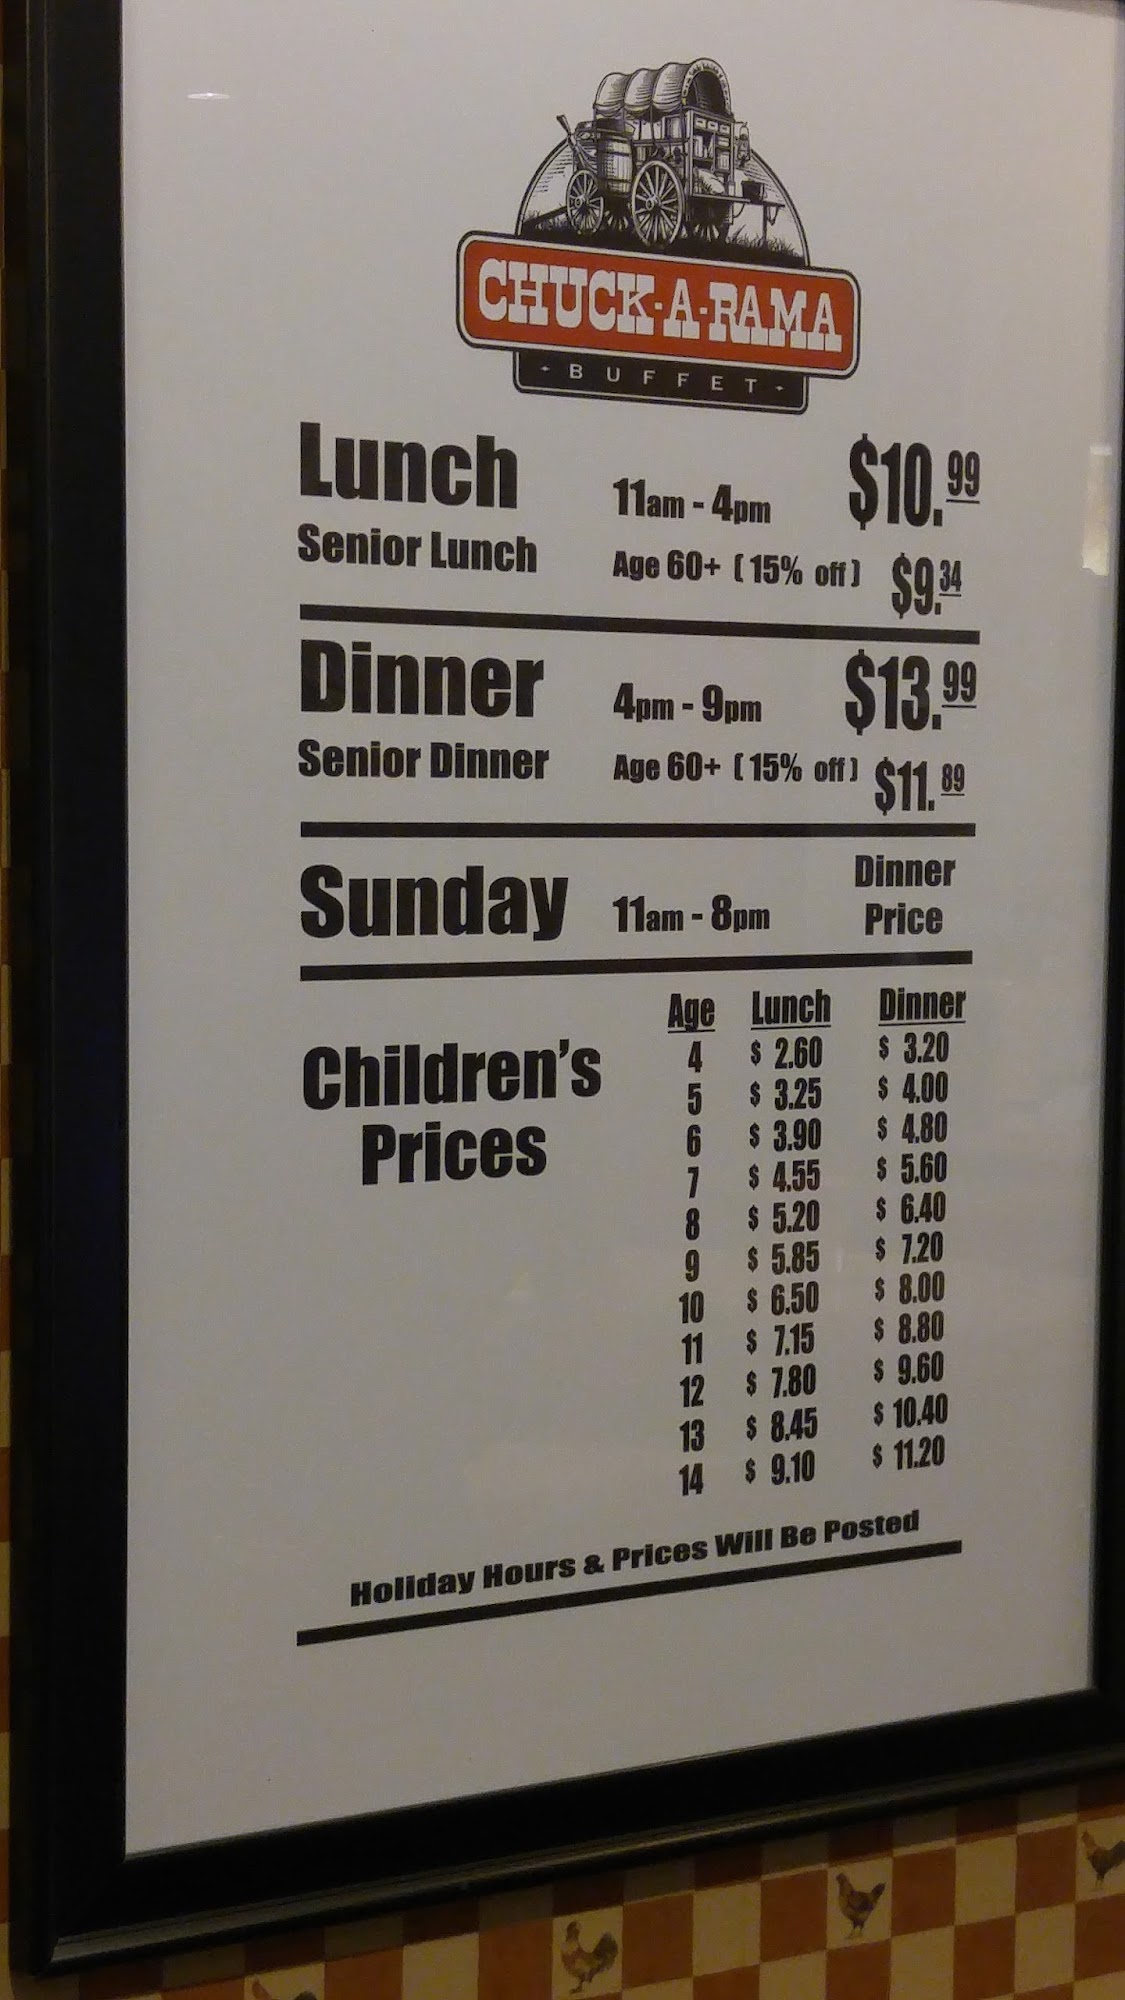 CHUCK-A-RAMA
BUFFET
Lunch 11am - 4pm $10.99
Senior Lunch Age 60+ (15% off) $9.34
Dinner 4pm - 9pm $13.99
Senior Dinner Age 60+ (15% off) $11.89
Sunday 11am - 8pm Dinner Price
Children's Prices
Age Lunch Dinner
4 $ 2.60 $ 3.20
5 $ 3.25 $ 4.00
6 $ 3.90 $ 4.80
7 $ 4.55 $ 5.60
8 $ 5.20 $ 6.40
9 $ 5.85 $ 7.20
10 $ 6.50 $ 8.00
11 $ 7.15 $ 8.80
12 $ 7.80 $ 9.60
13 $ 8.45 $ 10.40
14 $ 9.10 $ 11.20
Holiday Hours & Prices Will Be Posted